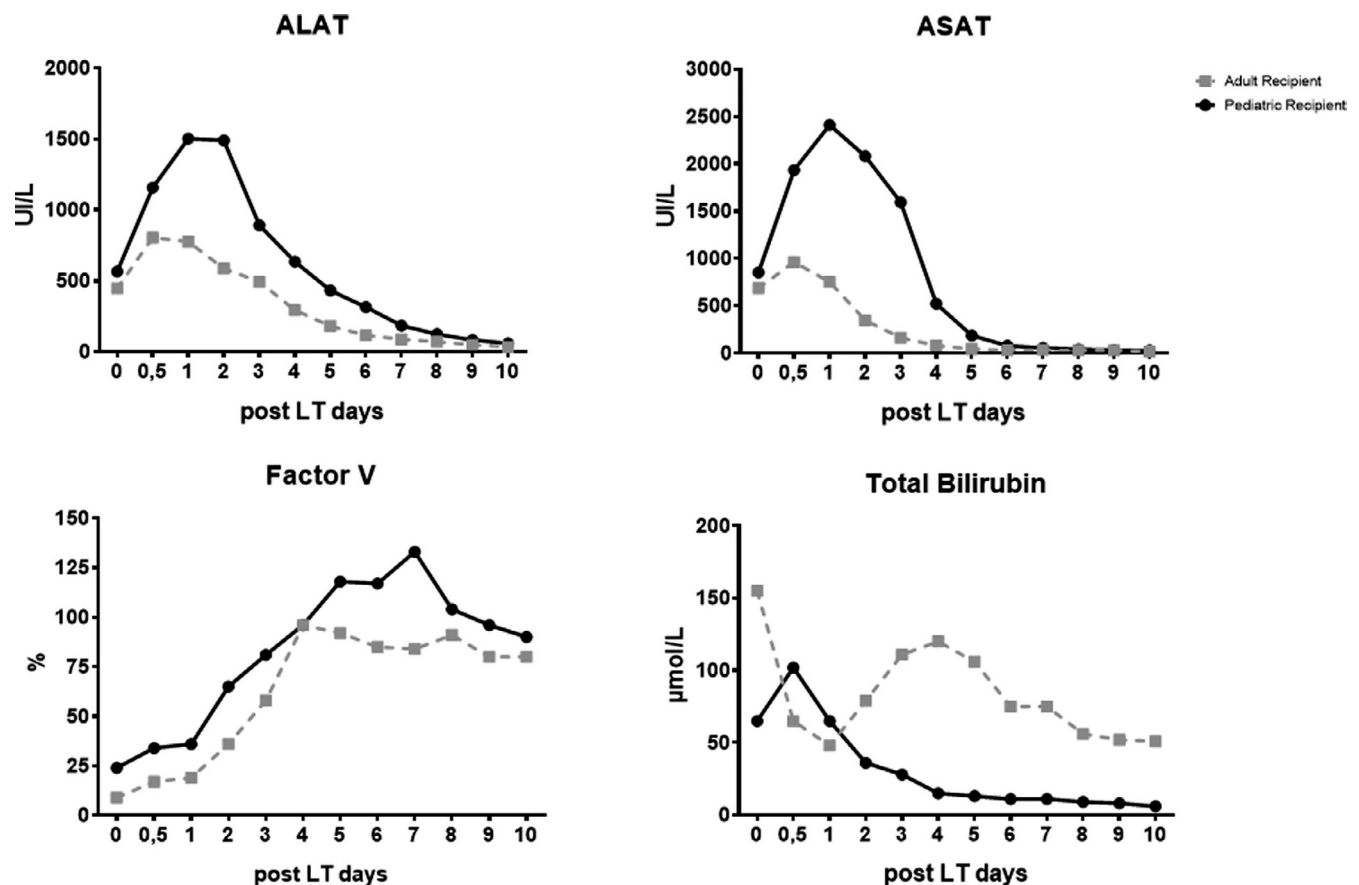 ALAT
2000
1500
1000
500
0
UI/L
0 0,5 1 2 3 4 5 6 7 8 9 10
post LT days
ASAT
3000
2500
2000
1500
1000
500
0
UI/L
0 0,5 1 2 3 4 5 6 7 8 9 10
post LT days
Adult Recipient
Pediatric Recipient
Factor V
150
125
100
75
50
25
0
%
0 0,5 1 2 3 4 5 6 7 8 9 10
post LT days
Total Bilirubin
200
150
100
50
0
µmol/L
0 0,5 1 2 3 4 5 6 7 8 9 10
post LT days